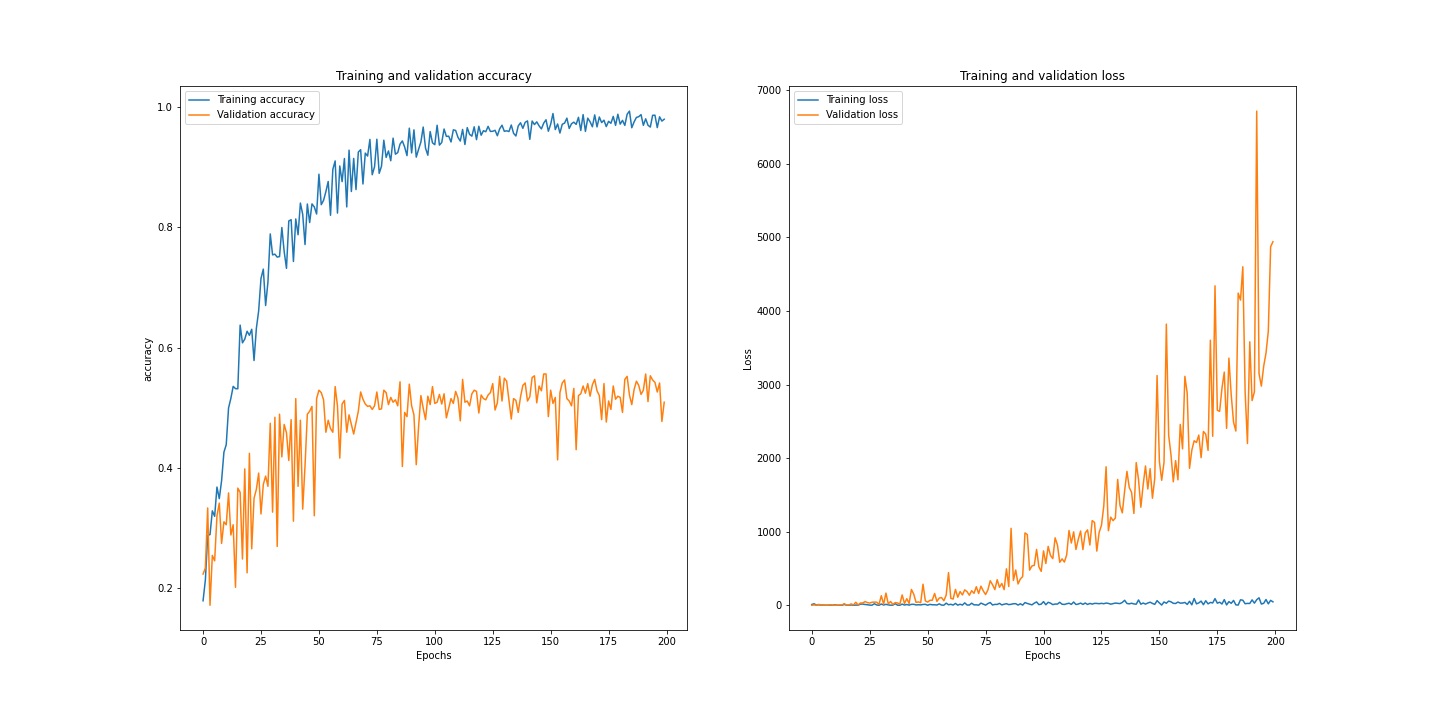 Training and validation accuracy
Training accuracy
Validation accuracy
1.0
0.8
0.6
0.4
0.2
accuracy
0 25 50 75 100 125 150 175 200
Epochs
Training and validation loss
Training loss
Validation loss
7000
6000
5000
4000
3000
2000
1000
0
Loss
0 25 50 75 100 125 150 175 200
Epochs